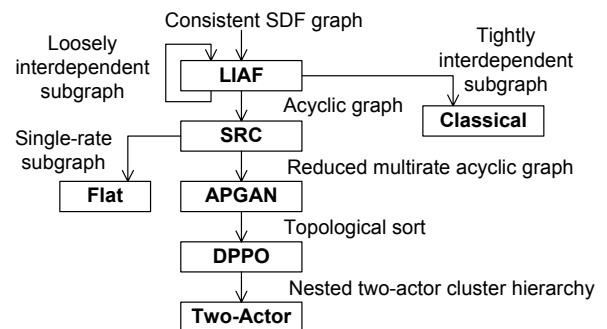 Consistent SDF graph
Loosely
interdependent
subgraph
LIAF
Tightly
interdependent
subgraph
Acyclic graph
Classical
Single-rate
subgraph
SRC
Reduced multirate acyclic graph
Flat
APGAN
Topological sort
DPPO
Nested two-actor cluster hierarchy
Two-Actor